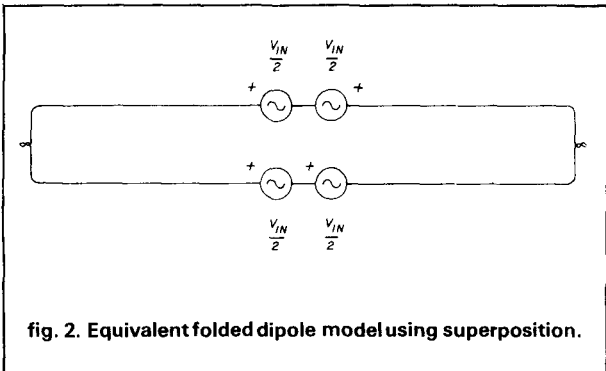 V_IN/2 V_IN/2
+ +
+ +
V_IN/2 V_IN/2
fig. 2. Equivalent folded dipole model using superposition.